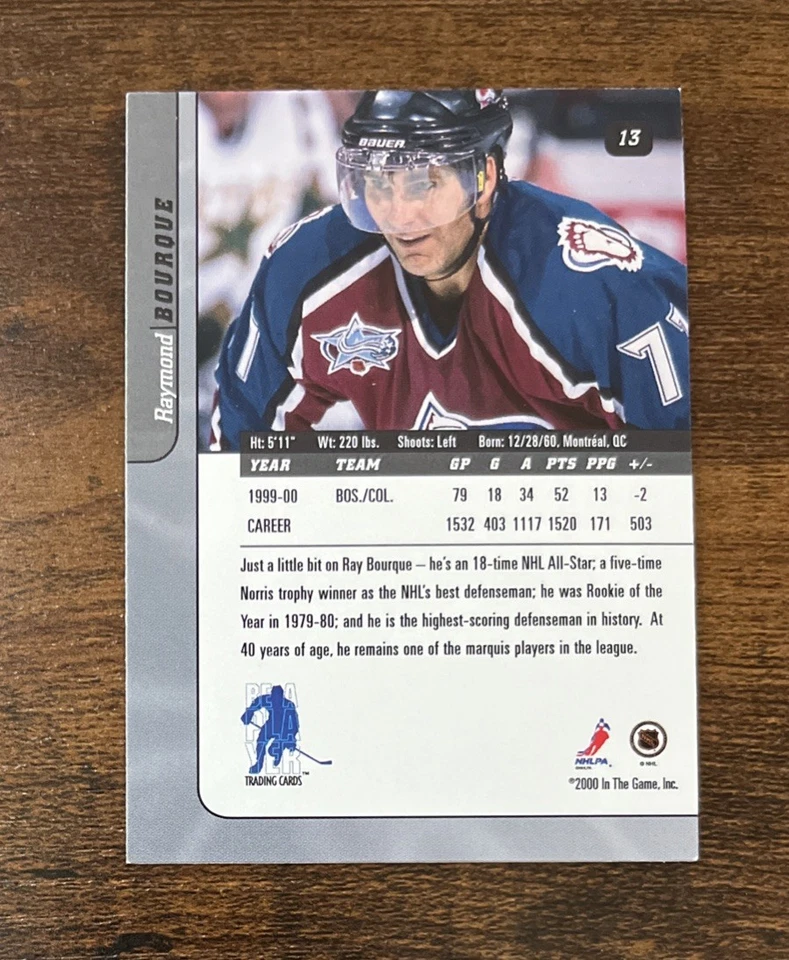 BAUER
13
Raymond BOURQUE
Ht: 5'11" Wt: 220 lbs. Shoots: Left Born: 12/28/60, Montréal, QC
YEAR TEAM GP G A PTS PPG +/-
1999-00 BOS./COL. 79 18 34 52 13 -2
CAREER 1532 403 1117 1520 171 503
Just a little bit on Ray Bourque – he's an 18-time NHL All-Star; a five-time
Norris trophy winner as the NHL's best defenseman; he was Rookie of the
Year in 1979-80; and he is the highest-scoring defenseman in history. At
40 years of age, he remains one of the marquis players in the league.
BE A
PLA
YER
TRADING CARDS™
NHLPA
© NHL
©2000 In The Game, Inc.